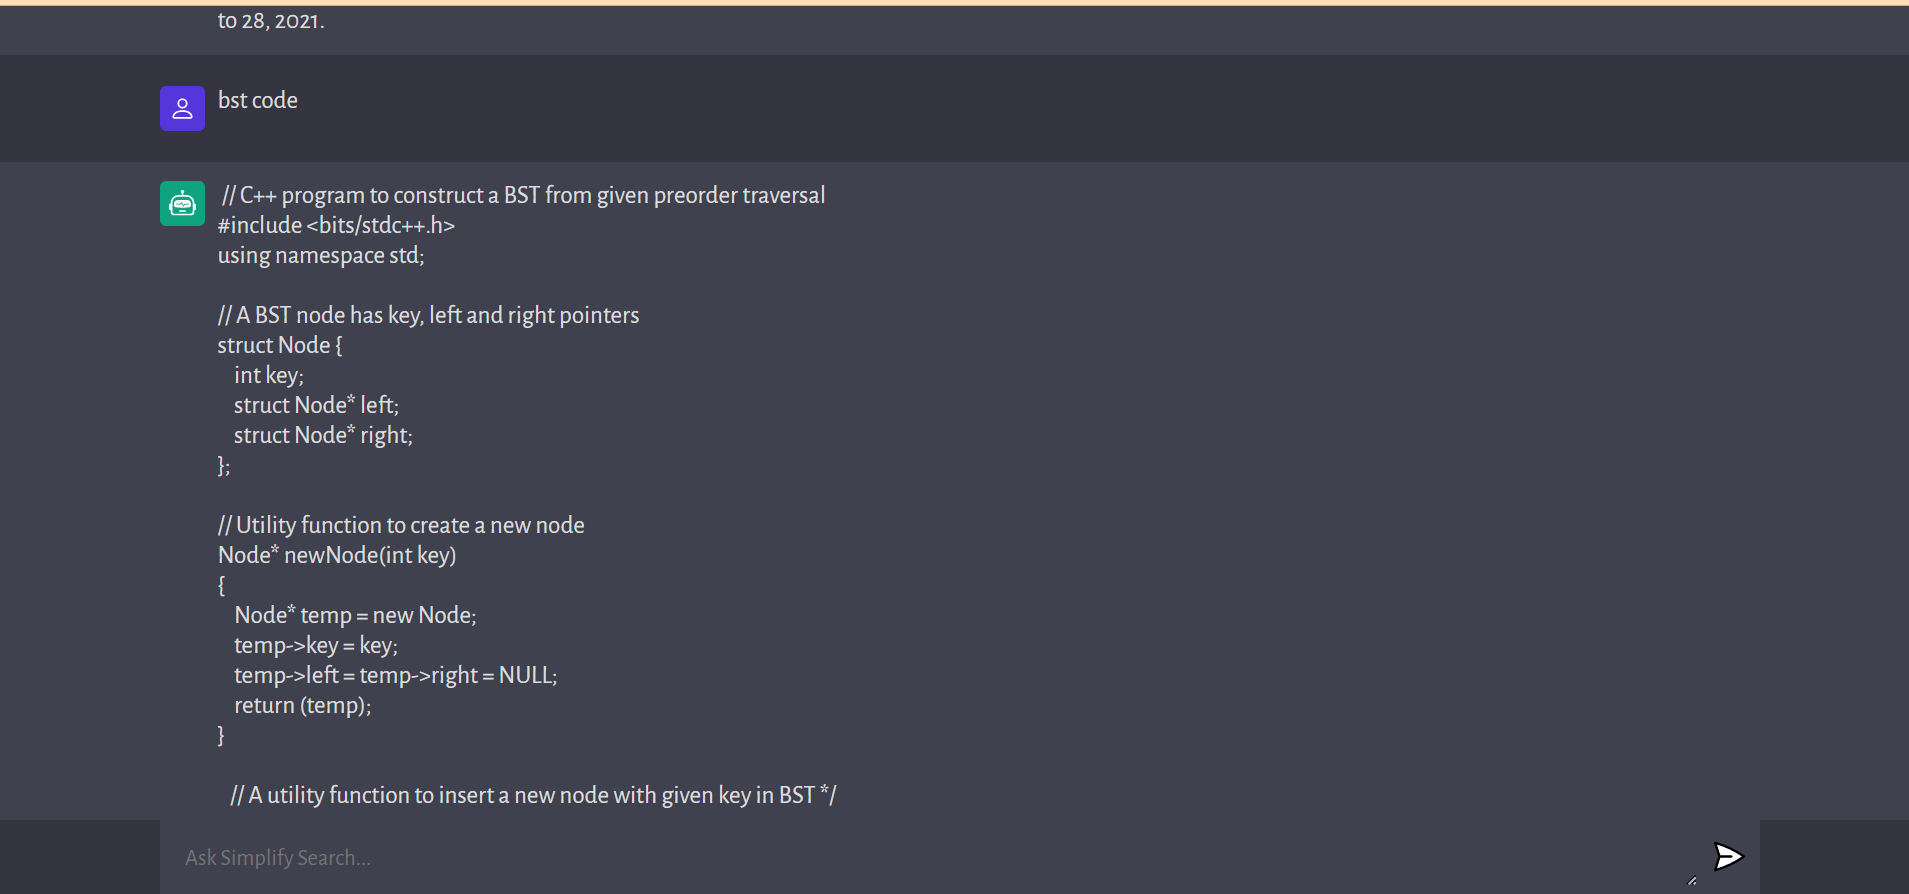 to 28, 2021.
bst code
// C++ program to construct a BST from given preorder traversal
#include <bits/stdc++.h>
using namespace std;
// A BST node has key, left and right pointers
struct Node {
int key;
struct Node* left;
struct Node* right;
};
// Utility function to create a new node
Node* newNode(int key)
{
Node* temp = new Node;
temp->key = key;
temp->left = temp->right = NULL;
return (temp);
}
// A utility function to insert a new node with given key in BST */
Ask Simplify Search...